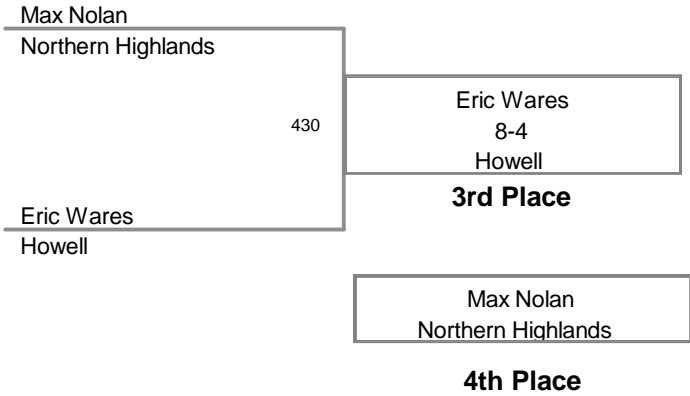 Max Nolan
Northern Highlands
430
Eric Wares
8-4
Howell
3rd Place
Eric Wares
Howell
Max Nolan
Northern Highlands
4th Place